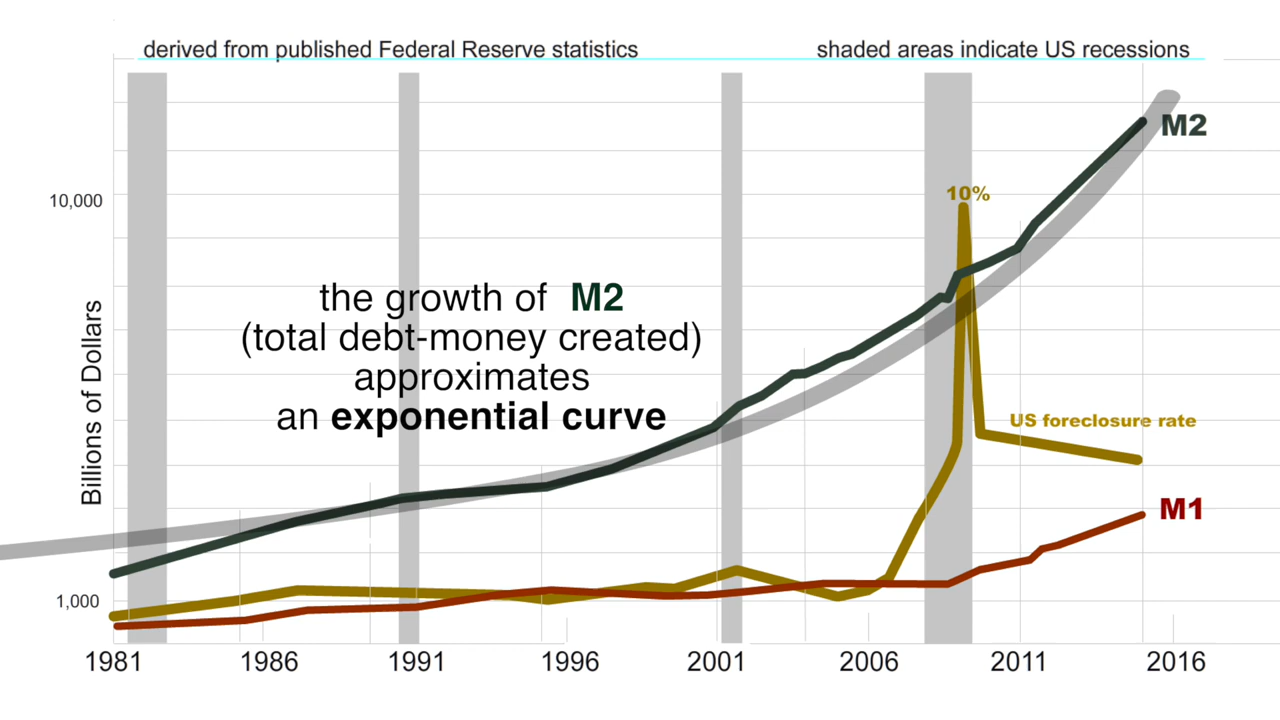 derived from published Federal Reserve statistics
shaded areas indicate US recessions
M2
10%
10,000
the growth of M2
(total debt-money created)
approximates
an exponential curve
Billions of Dollars
US foreclosure rate
M1
1,000
1981 1986 1991 1996 2001 2006 2011 2016